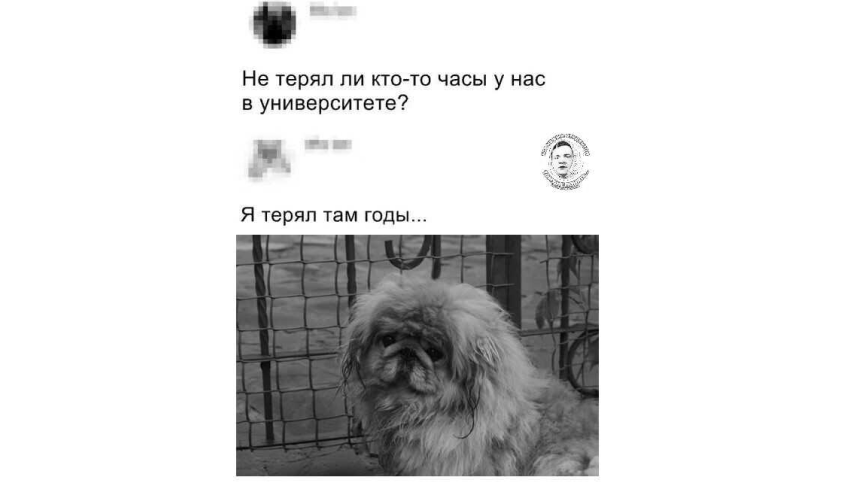 Не терял ли кто-то часы у нас
в университете?
Я терял там годы...